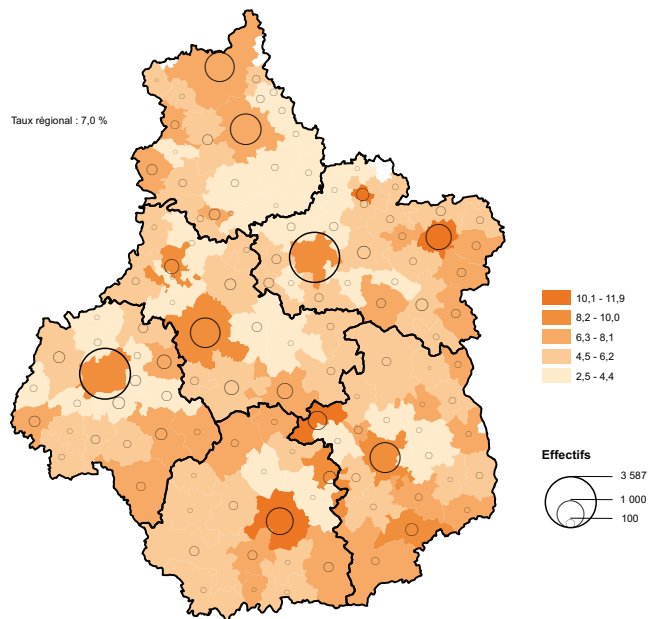 Taux régional : 7,0 %
10,1 - 11,9
8,2 - 10,0
6,3 - 8,1
4,5 - 6,2
2,5 - 4,4
Effectifs
3 587
1 000
100